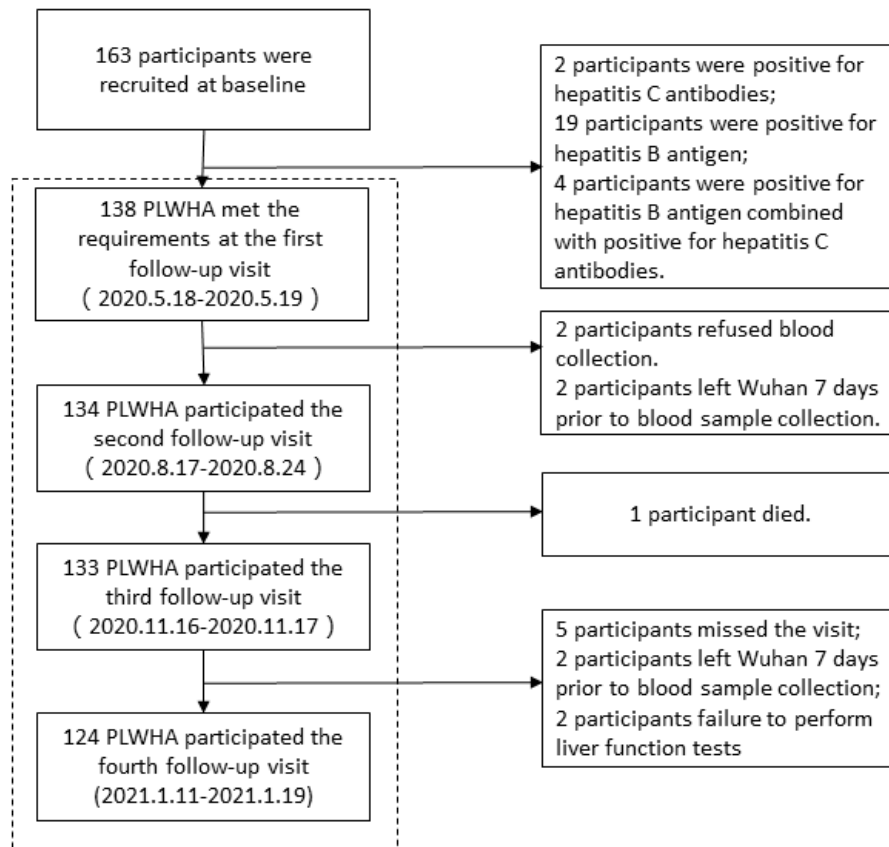 163 participants were
recruited at baseline
2 participants were positive for
hepatitis C antibodies;
19 participants were positive for
hepatitis B antigen;
4 participants were positive for
hepatitis B antigen combined
with positive for hepatitis C
antibodies.
138 PLWHA met the
requirements at the first
follow-up visit
( 2020.5.18-2020.5.19 )
2 participants refused blood
collection.
2 participants left Wuhan 7 days
prior to blood sample collection.
134 PLWHA participated the
second follow-up visit
( 2020.8.17-2020.8.24 )
1 participant died.
133 PLWHA participated the
third follow-up visit
( 2020.11.16-2020.11.17 )
5 participants missed the visit;
2 participants left Wuhan 7 days
prior to blood sample collection;
2 participants failure to perform
liver function tests
124 PLWHA participated the
fourth follow-up visit
(2021.1.11-2021.1.19)